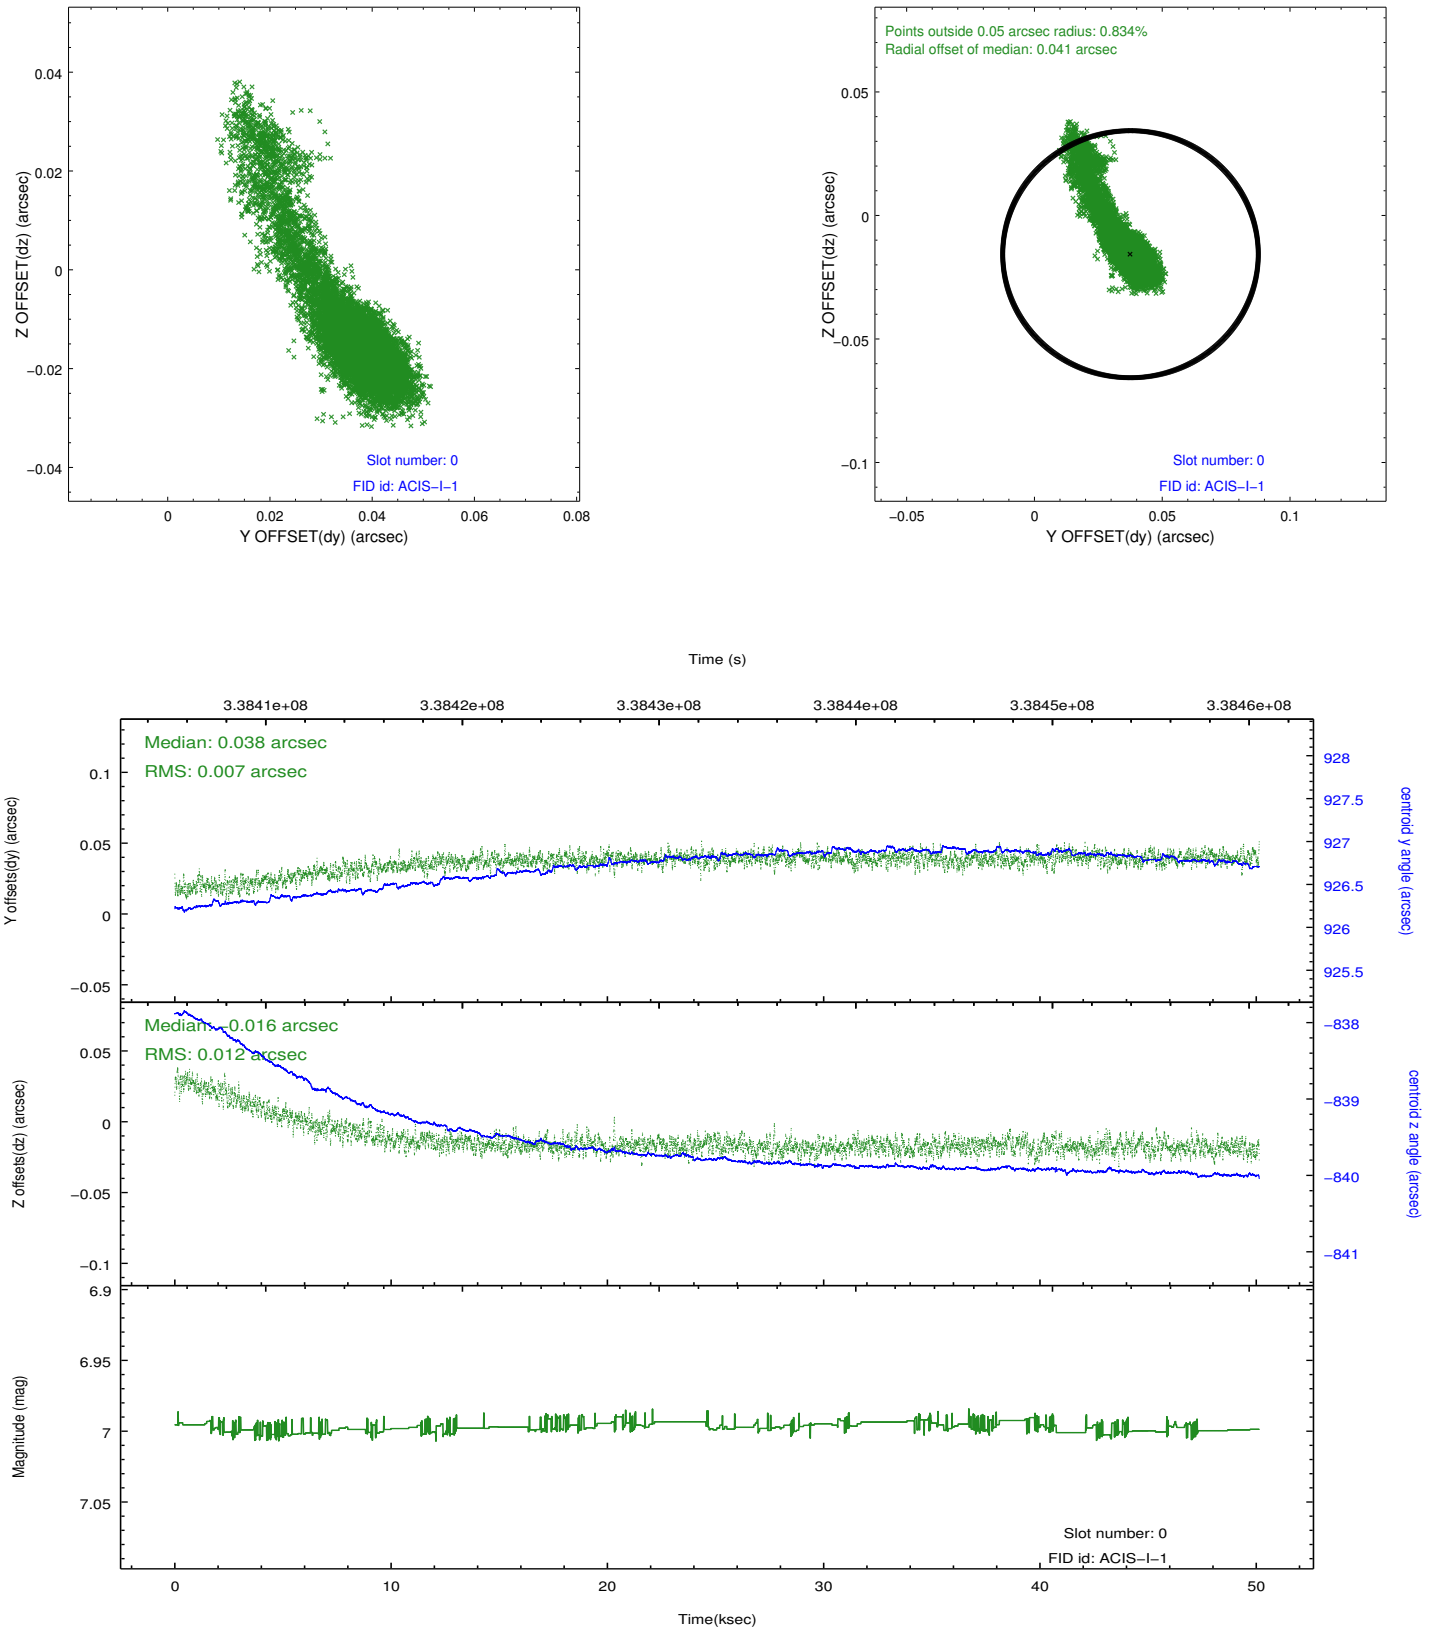 0.04
0.02
0
−0.02
−0.04
Z OFFSET(dz) (arcsec)
Slot number: 0
FID id: ACIS−I−1
0
0.02
0.04
0.06
0.08
Y OFFSET(dy) (arcsec)
Points outside 0.05 arcsec radius: 0.834%
Radial offset of median: 0.041 arcsec
0.05
0
−0.05
−0.1
Z OFFSET(dz) (arcsec)
Slot number: 0
FID id: ACIS−I−1
−0.05
0
0.05
0.1
Y OFFSET(dy) (arcsec)
Time (s)
3.3841e+08
3.3842e+08
3.3843e+08
3.3844e+08
3.3845e+08
3.3846e+08
Median: 0.038 arcsec
RMS: 0.007 arcsec
0.1
0.05
0
−0.05
Y offsets(dy) (arcsec)
928
927.5
927
926.5
926
925.5
centroid y angle (arcsec)
Median: −0.016 arcsec
RMS: 0.012 arcsec
0.05
0
−0.05
−0.1
Z offsets(dz) (arcsec)
−838
−839
−840
−841
centroid z angle (arcsec)
6.9
6.95
7
7.05
Magnitude (mag)
Slot number: 0
FID id: ACIS−I−1
0
10
20
30
40
50
Time(ksec)